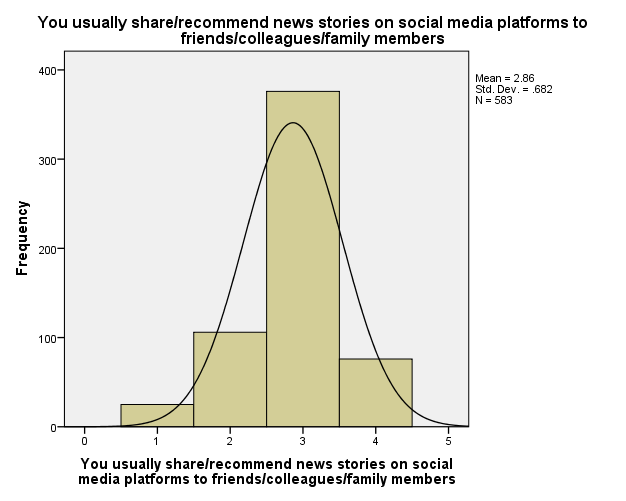 You usually share/recommend news stories on social media platforms to
friends/colleagues/family members
Mean = 2.86
Std. Dev. = .682
N = 583
400
300
200
100
0
Frequency
0 1 2 3 4 5
You usually share/recommend news stories on social
media platforms to friends/colleagues/family members